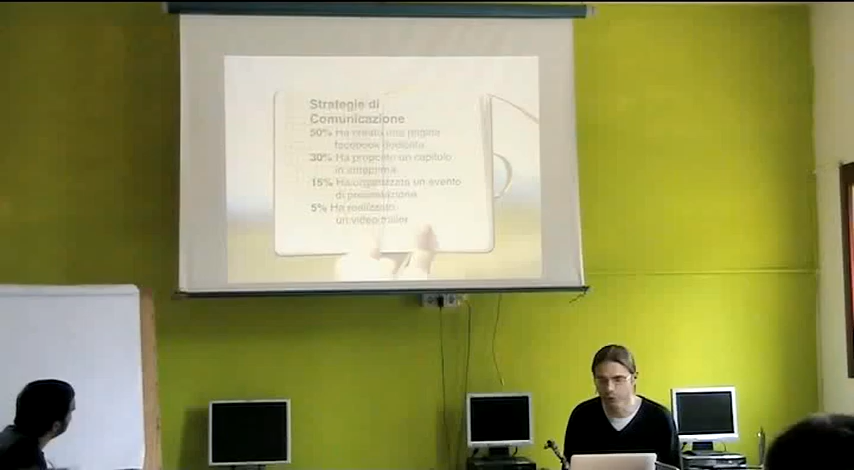 Strategie di
Comunicazione
50% Ha creato una pagina
facebook dedicata
30% Ha proposto un capitolo
in anteprima
15% Ha organizzato un evento
di presentazione
5% Ha realizzato
un video trailer